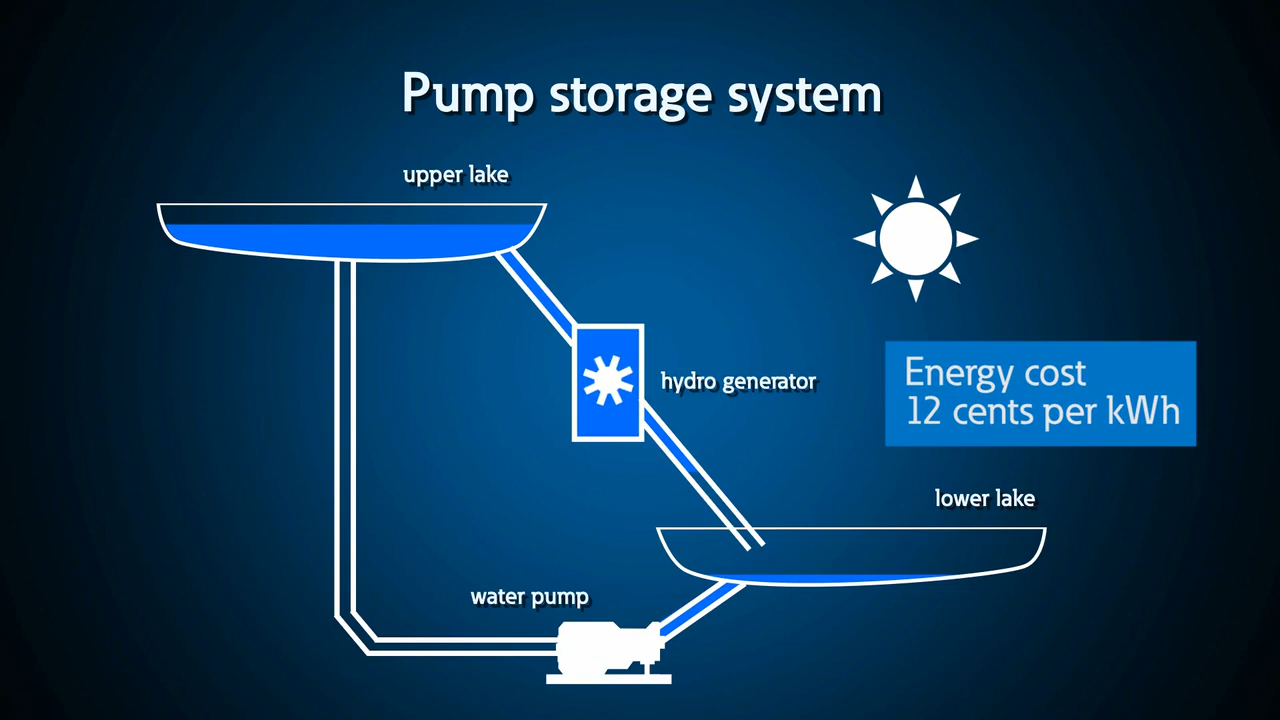 Pump storage system
upper lake
hydro generator
Energy cost
12 cents per kWh
lower lake
water pump